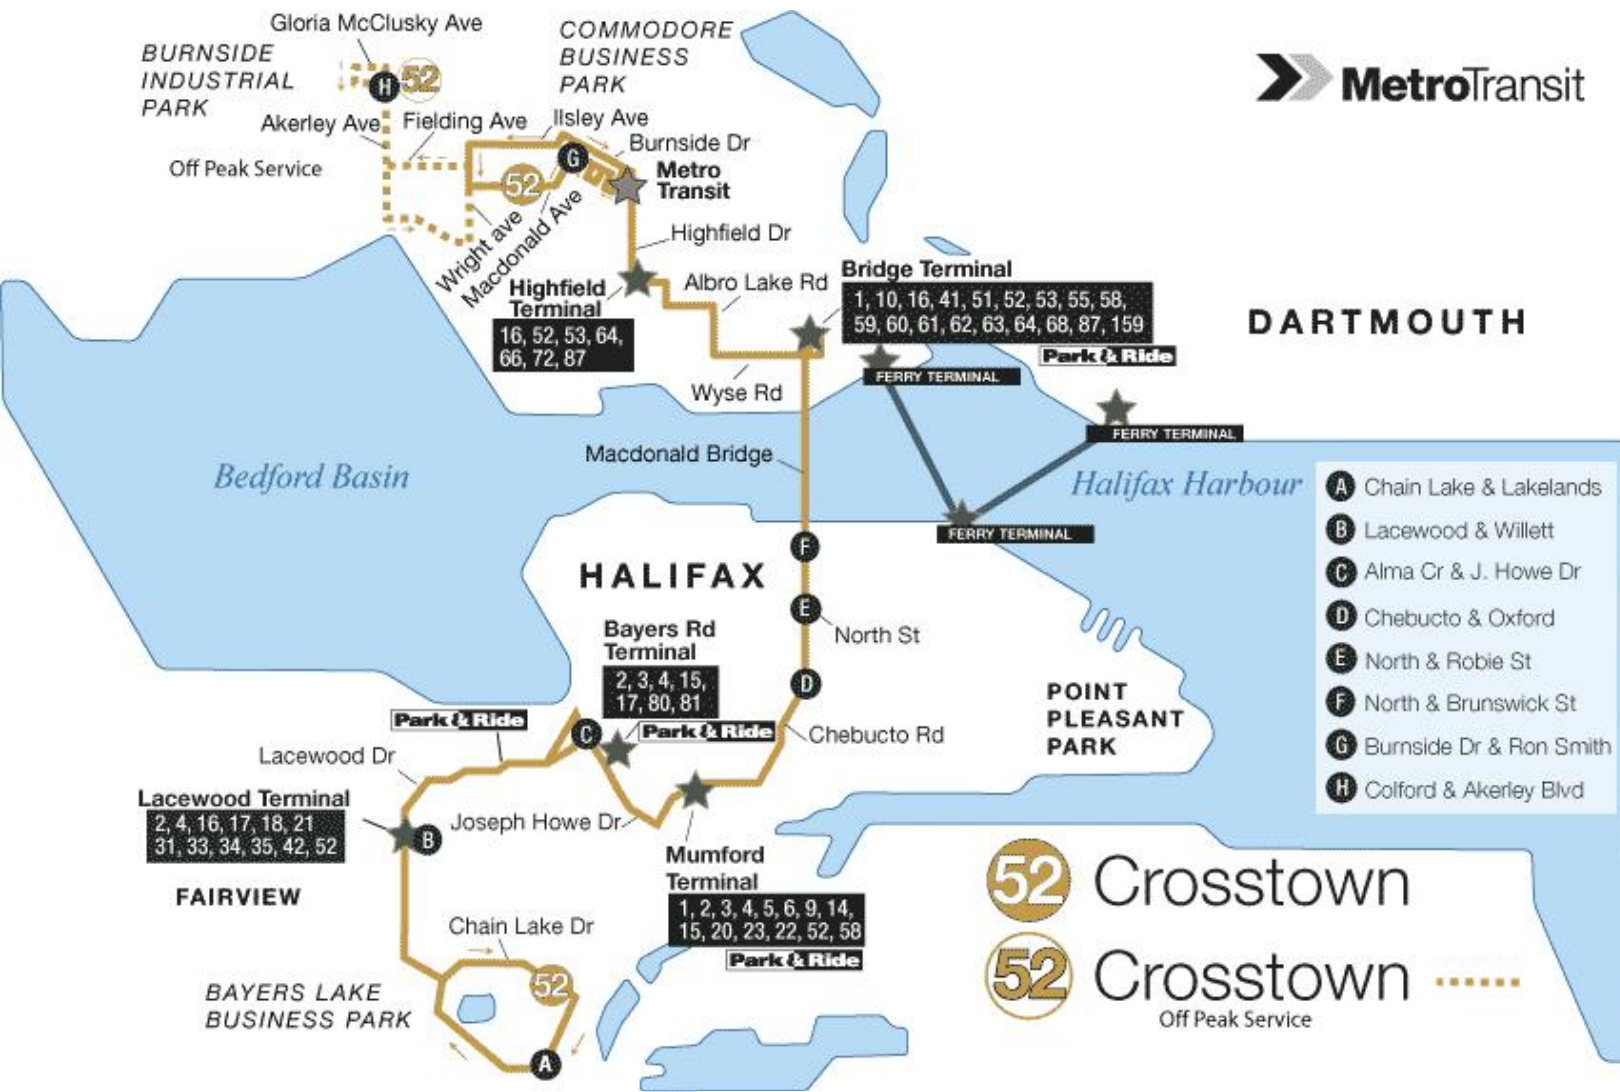 Gloria McClusky Ave
BURNSIDE
INDUSTRIAL
PARK
COMMODORE
BUSINESS
PARK
MetroTransit
H
52
Akerley Ave
Fielding Ave
Ilsley Ave
Burnside Dr
Off Peak Service
G
52
Metro
Transit
Wright ave
Macdonald Ave
Highfield Dr
Highfield
Terminal
16, 52, 53, 64,
66, 72, 87
Albro Lake Rd
Bridge Terminal
1, 10, 16, 41, 51, 52, 53, 55, 58,
59, 60, 61, 62, 63, 64, 68, 87, 159
Park & Ride
DARTMOUTH
FERRY TERMINAL
Wyse Rd
FERRY TERMINAL
Macdonald Bridge
Bedford Basin
Halifax Harbour
FERRY TERMINAL
F
HALIFAX
E
North St
Bayers Rd
Terminal
2, 3, 4, 15,
17, 80, 81
Park & Ride
D
POINT
PLEASANT
PARK
Park & Ride
C
Chebucto Rd
Lacewood Dr
Lacewood Terminal
2, 4, 16, 17, 18, 21
31, 33, 34, 35, 42, 52
B
Joseph Howe Dr
Mumford
Terminal
1, 2, 3, 4, 5, 6, 9, 14,
15, 20, 23, 22, 52, 58
Park & Ride
FAIRVIEW
Chain Lake Dr
52
BAYERS LAKE
BUSINESS PARK
A
A Chain Lake & Lakelands
B Lacewood & Willett
C Alma Cr & J. Howe Dr
D Chebucto & Oxford
E North & Robie St
F North & Brunswick St
G Burnside Dr & Ron Smith
H Colford & Akerley Blvd
52 Crosstown
52 Crosstown
Off Peak Service